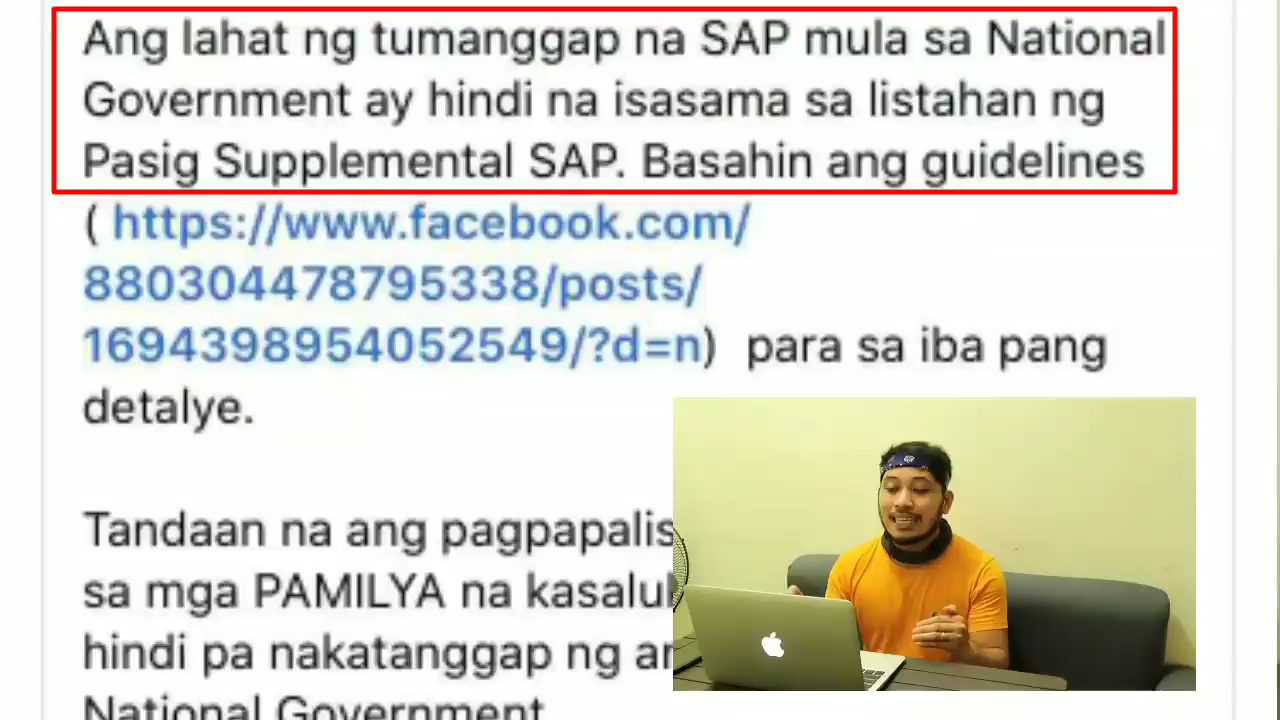 Ang lahat ng tumanggap na SAP mula sa National
Government ay hindi na isasama sa listahan ng
Pasig Supplemental SAP. Basahin ang guidelines
( https://www.facebook.com/
880304478795338/posts/
1694398954052549/?d=n) para sa iba pang
detalye.
Tandaan na ang
sa mga PAMILYA na
hindi pa nakatanggap ng
National Government